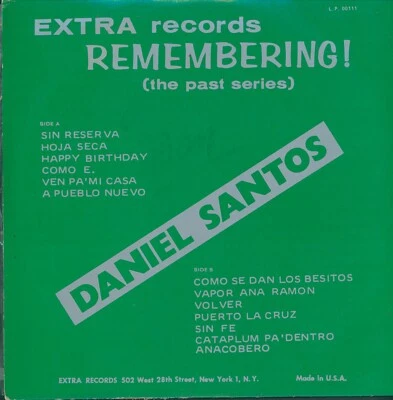 L.P. 00111
EXTRA records
REMEMBERING!
(the past series)
SIDE A
SIN RESERVA
HOJA SECA
HAPPY BIRTHDAY
COMO E.
VEN PA'MI CASA
A PUEBLO NUEVO
DANIEL SANTOS
SIDE B
COMO SE DAN LOS BESITOS
VAPOR ANA RAMON
VOLVER
PUERTO LA CRUZ
SIN FE
CATAPLUM PA'DENTRO
ANACOBERO
EXTRA RECORDS 502 West 28th Street, New York 1, N.Y.
Made In U.S.A.